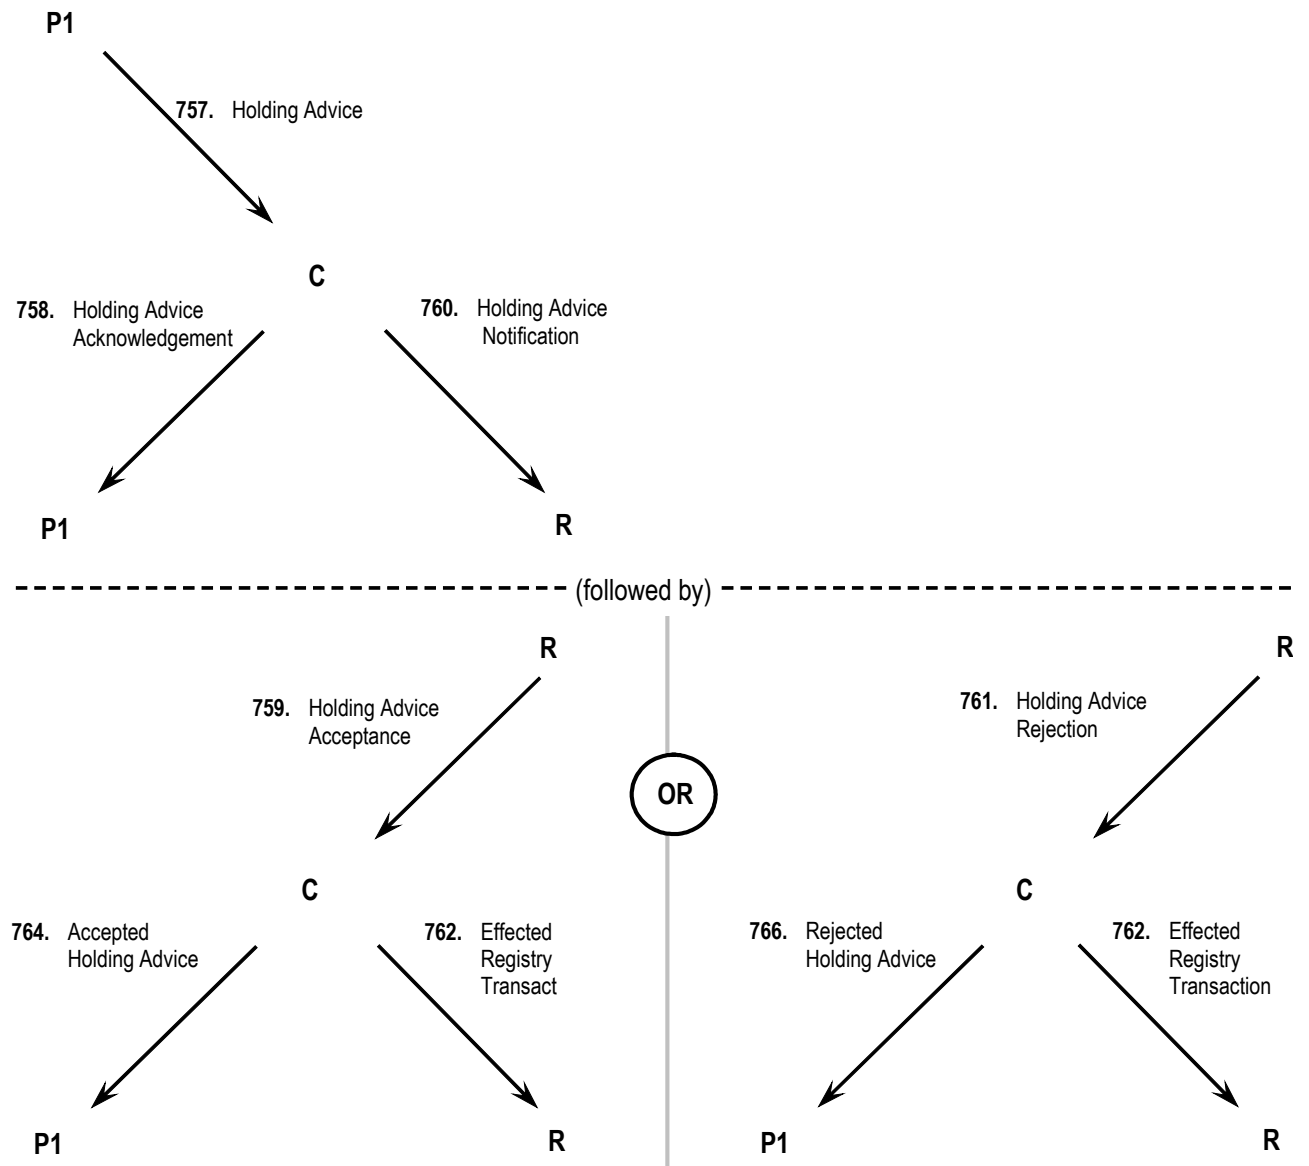 P1
757. Holding Advice
C
758. Holding Advice
Acknowledgement
760. Holding Advice
Notification
P1
R
(followed by)
R
759. Holding Advice
Acceptance
C
764. Accepted
Holding Advice
762. Effected
Registry
Transact
P1
R
OR
R
761. Holding Advice
Rejection
C
766. Rejected
Holding Advice
762. Effected
Registry
Transaction
P1
R